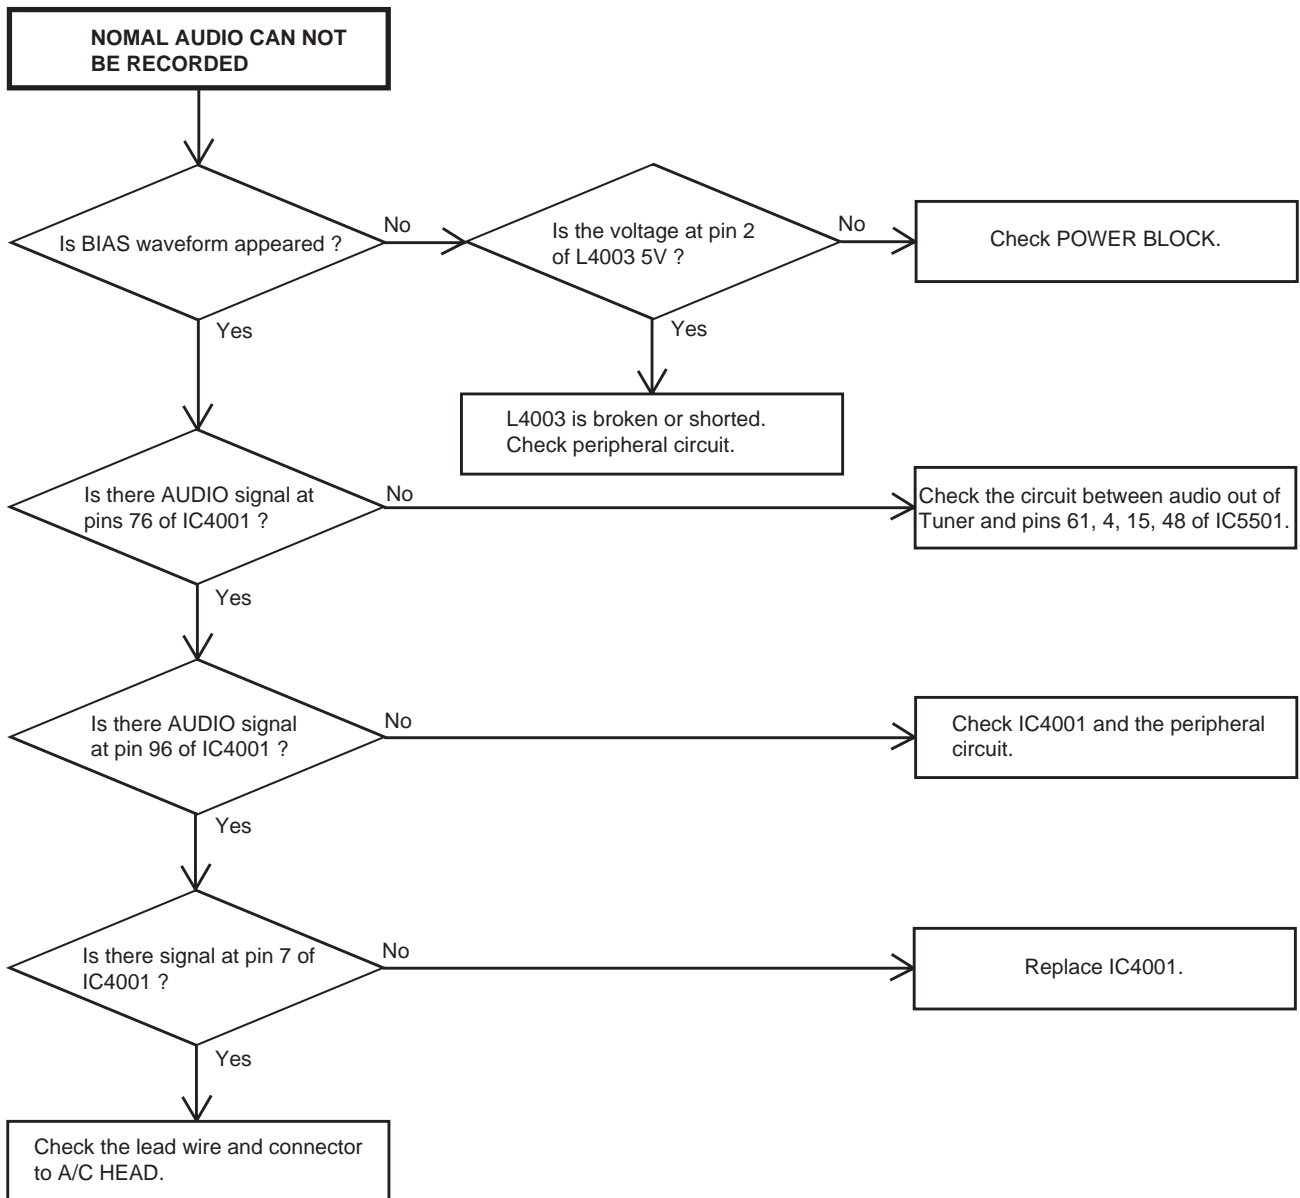 NOMAL AUDIO CAN NOT
BE RECORDED
Is BIAS waveform appeared ?
No
Is the voltage at pin 2
of L4003 5V ?
No
Check POWER BLOCK.
Yes
Yes
L4003 is broken or shorted.
Check peripheral circuit.
Is there AUDIO signal at
pins 76 of IC4001 ?
No
Check the circuit between audio out of
Tuner and pins 61, 4, 15, 48 of IC5501.
Yes
Is there AUDIO signal
at pin 96 of IC4001 ?
No
Check IC4001 and the peripheral
circuit.
Yes
Is there signal at pin 7 of
IC4001 ?
No
Replace IC4001.
Yes
Check the lead wire and connector
to A/C HEAD.